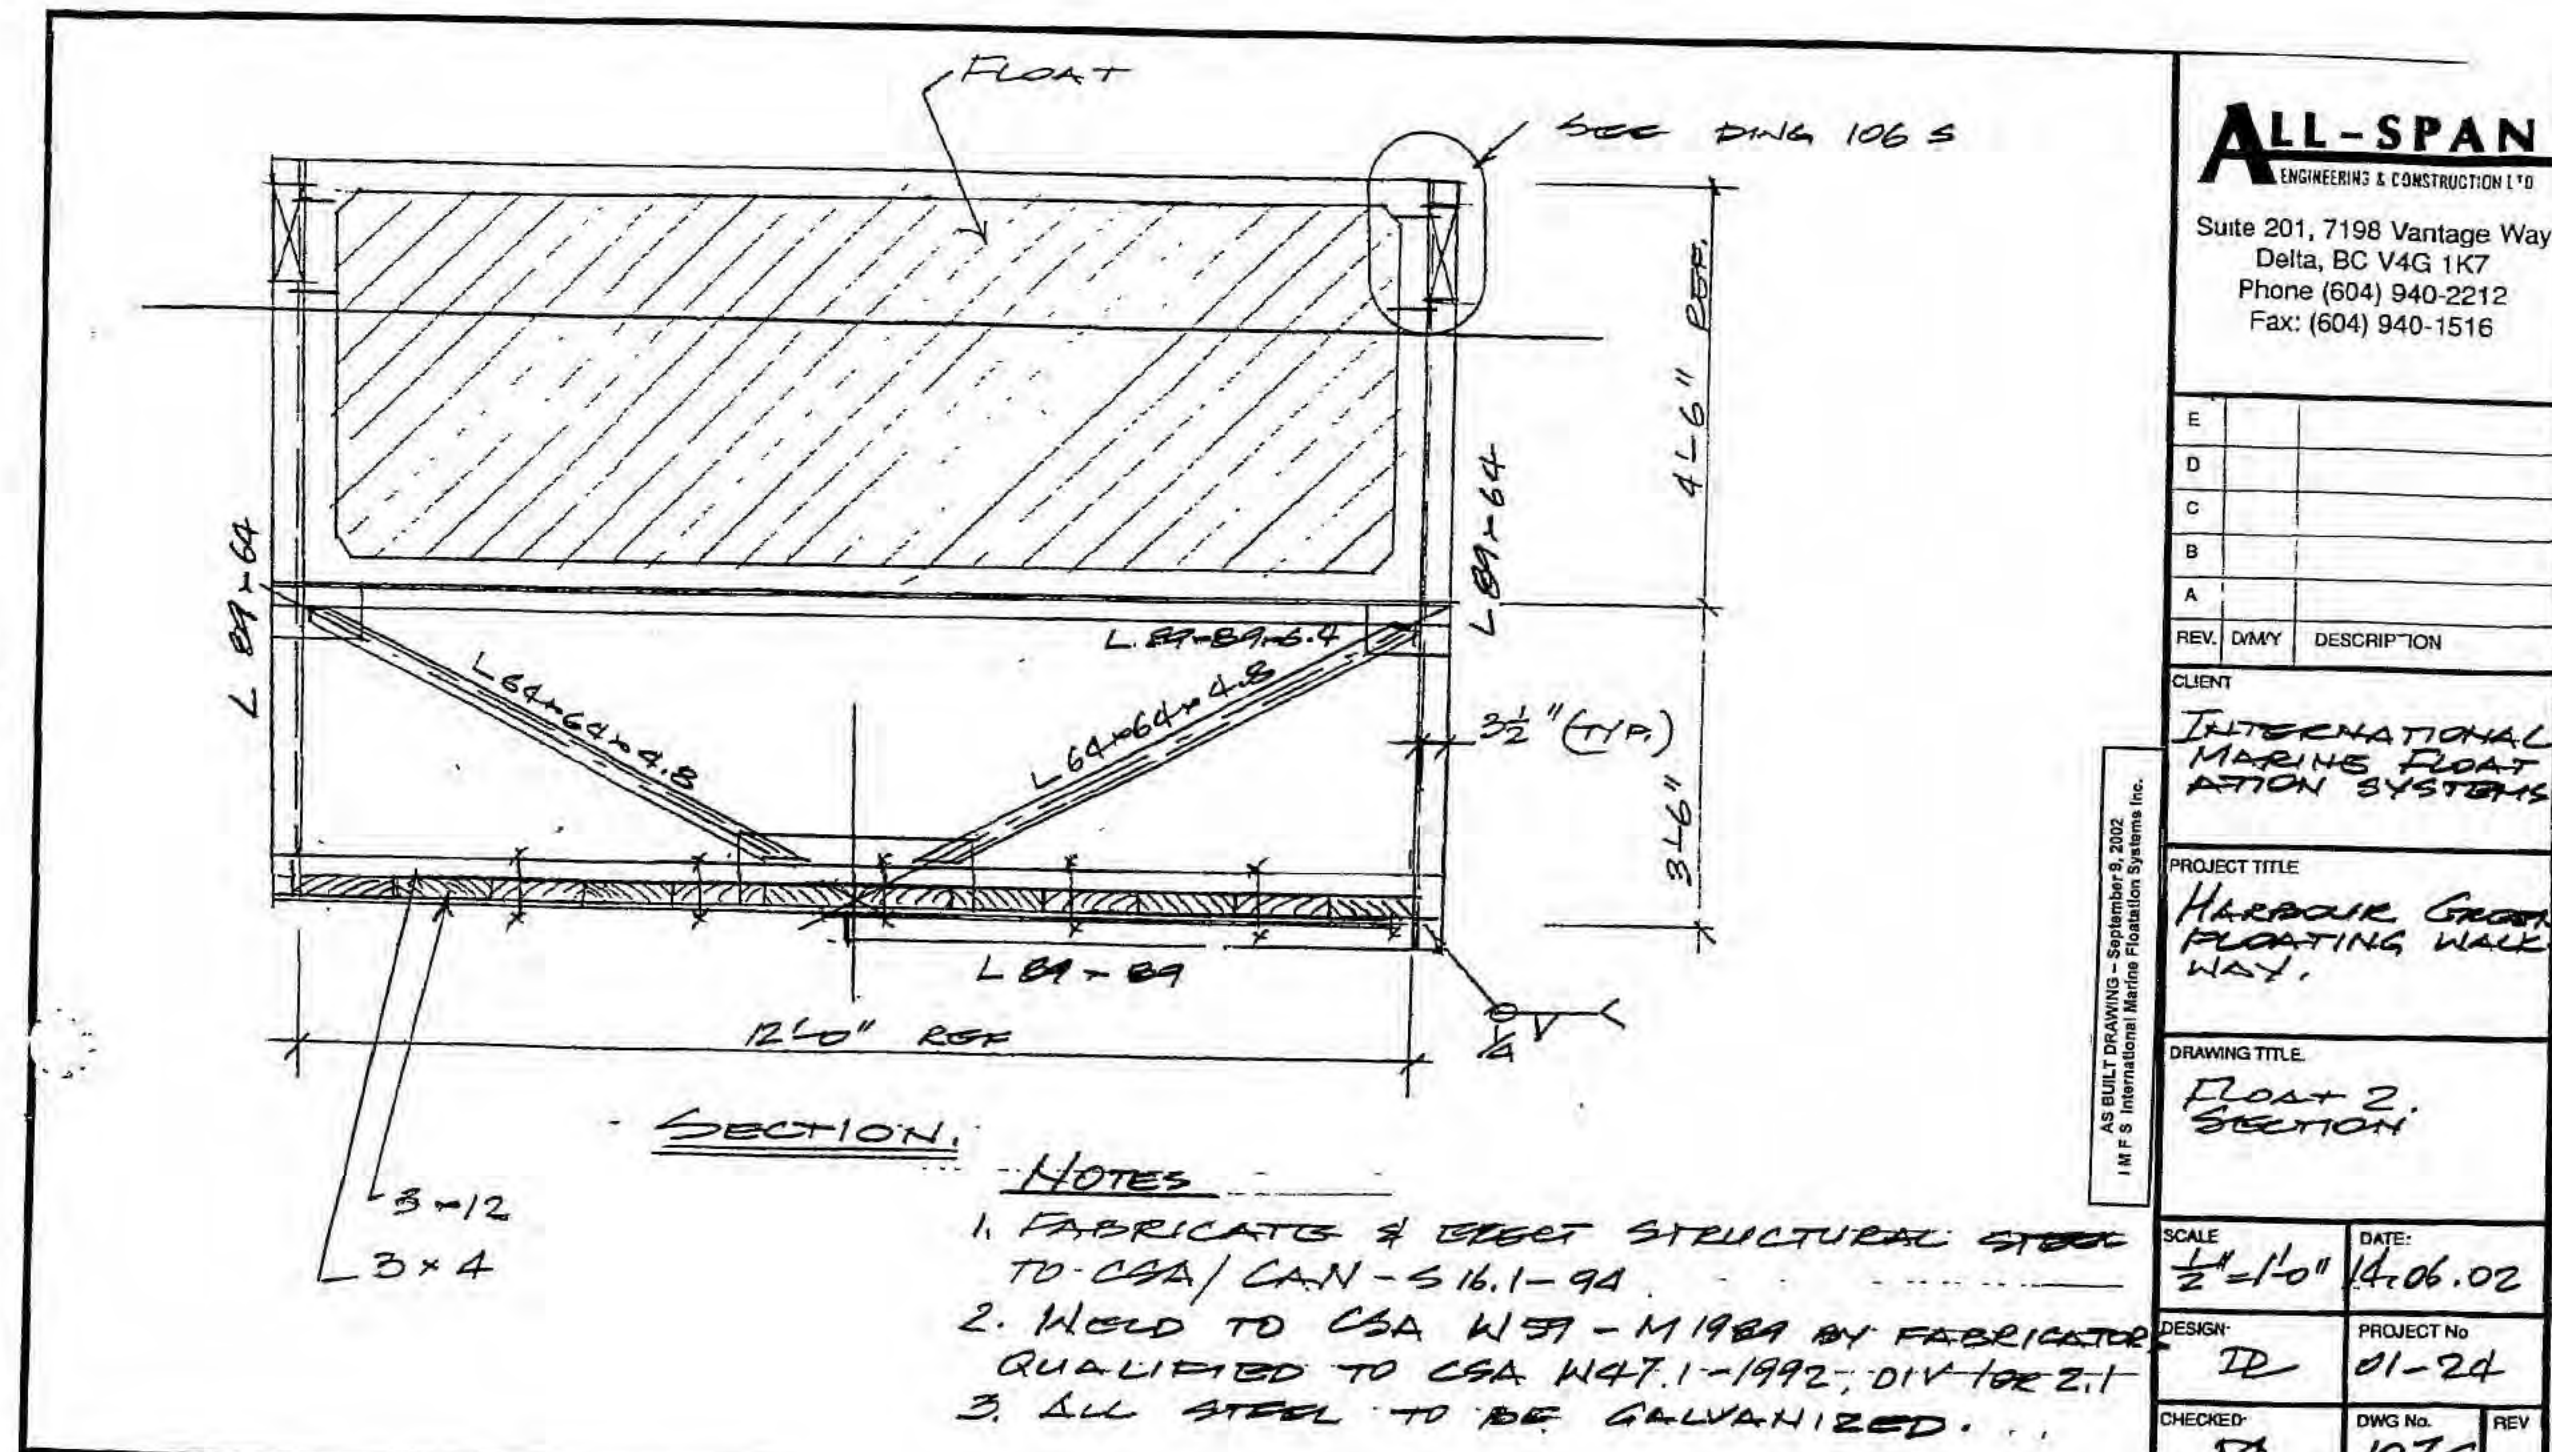 FLOAT
SEE DWG 106 S
4'-6" REF.
L 89×64
L 89×64
L 89×89×6.4
L 64×64×4.8
L 64×64×4.8
3½" (TYP.)
3'-6"
L 89×89
12'-0" REF
¼
SECTION.
3×12
3×4
NOTES
1. FABRICATE & ERECT STRUCTURAL STEEL
TO CSA/CAN-S16.1-94
2. WELD TO CSA W59-M1989 BY FABRICATOR
QUALIFIED TO CSA W47.1-1992, DIV 1 OR 2.1
3. ALL STEEL TO BE GALVANIZED.
AS BUILT DRAWING – September 9, 2002
I M F S International Marine Floatation Systems Inc.
ALL-SPAN
ENGINEERING & CONSTRUCTION LTD
Suite 201, 7198 Vantage Way
Delta, BC V4G 1K7
Phone (604) 940-2212
Fax: (604) 940-1516
E
D
C
B
A
REV. D/M/Y DESCRIPTION
CLIENT
INTERNATIONAL
MARINE FLOAT
ATION SYSTEMS
PROJECT TITLE
HARBOUR GREEN
FLOATING WALK
WAY.
DRAWING TITLE
FLOAT 2.
SECTION
SCALE DATE:
½"=1'-0" 14.06.02
DESIGN PROJECT No
01-24
CHECKED DWG No. REV